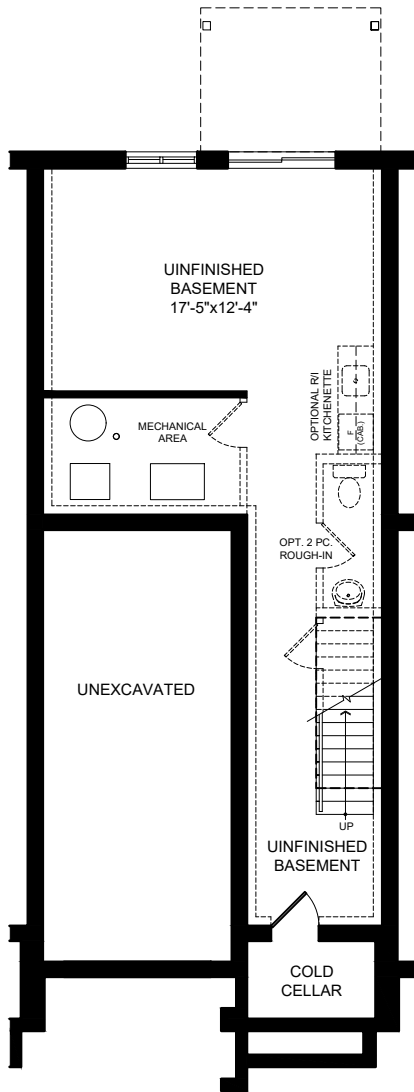 UINFINISHED
BASEMENT
17'-5"x12'-4"
OPTIONAL R/I
KITCHENETTE
F
(CAB.)
MECHANICAL
AREA
OPT. 2 PC.
ROUGH-IN
UNEXCAVATED
UP
UINFINISHED
BASEMENT
COLD
CELLAR